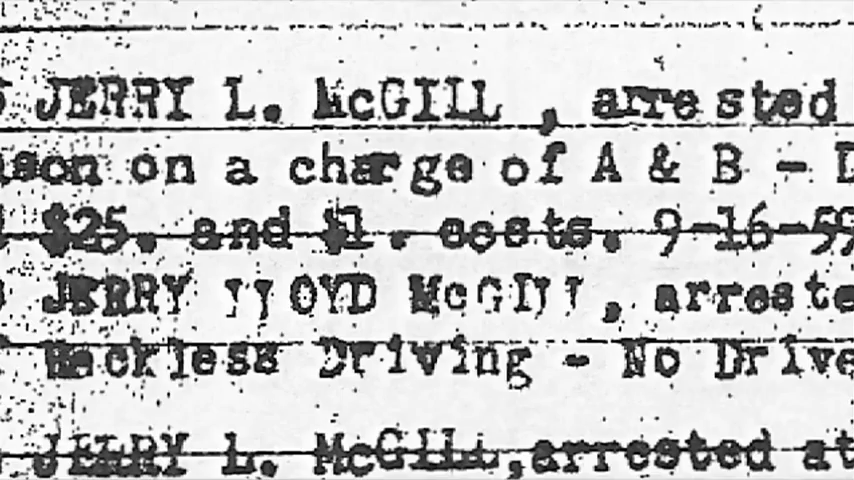 JERRY L. McGILL , arrested
on a charge of A & B -
$25. and $1. costs. 9-16-59
JERRY LLOYD McGILL, arreste
Reckless Driving - No Drive
JERRY L. McGILL,arrested at